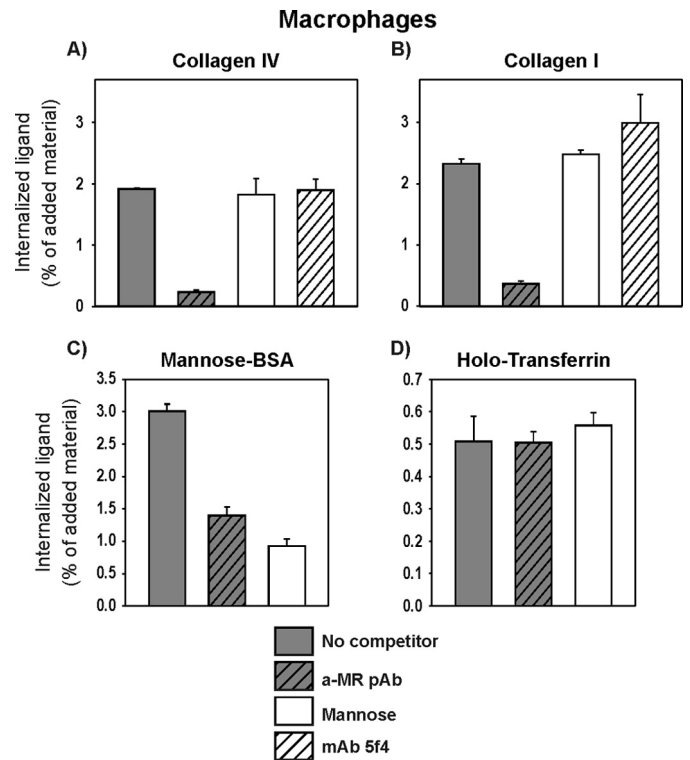 Macrophages
A) Collagen IV
B) Collagen I
Internalized ligand
(% of added material)
3
2
1
0
3
2
1
0
C) Mannose-BSA
D) Holo-Transferrin
Internalized ligand
(% of added material)
3.5
3.0
2.5
2.0
1.5
1.0
0.5
0.0
0.7
0.6
0.5
0.4
0.3
0.2
0.1
0.0
No competitor
a-MR pAb
Mannose
mAb 5f4